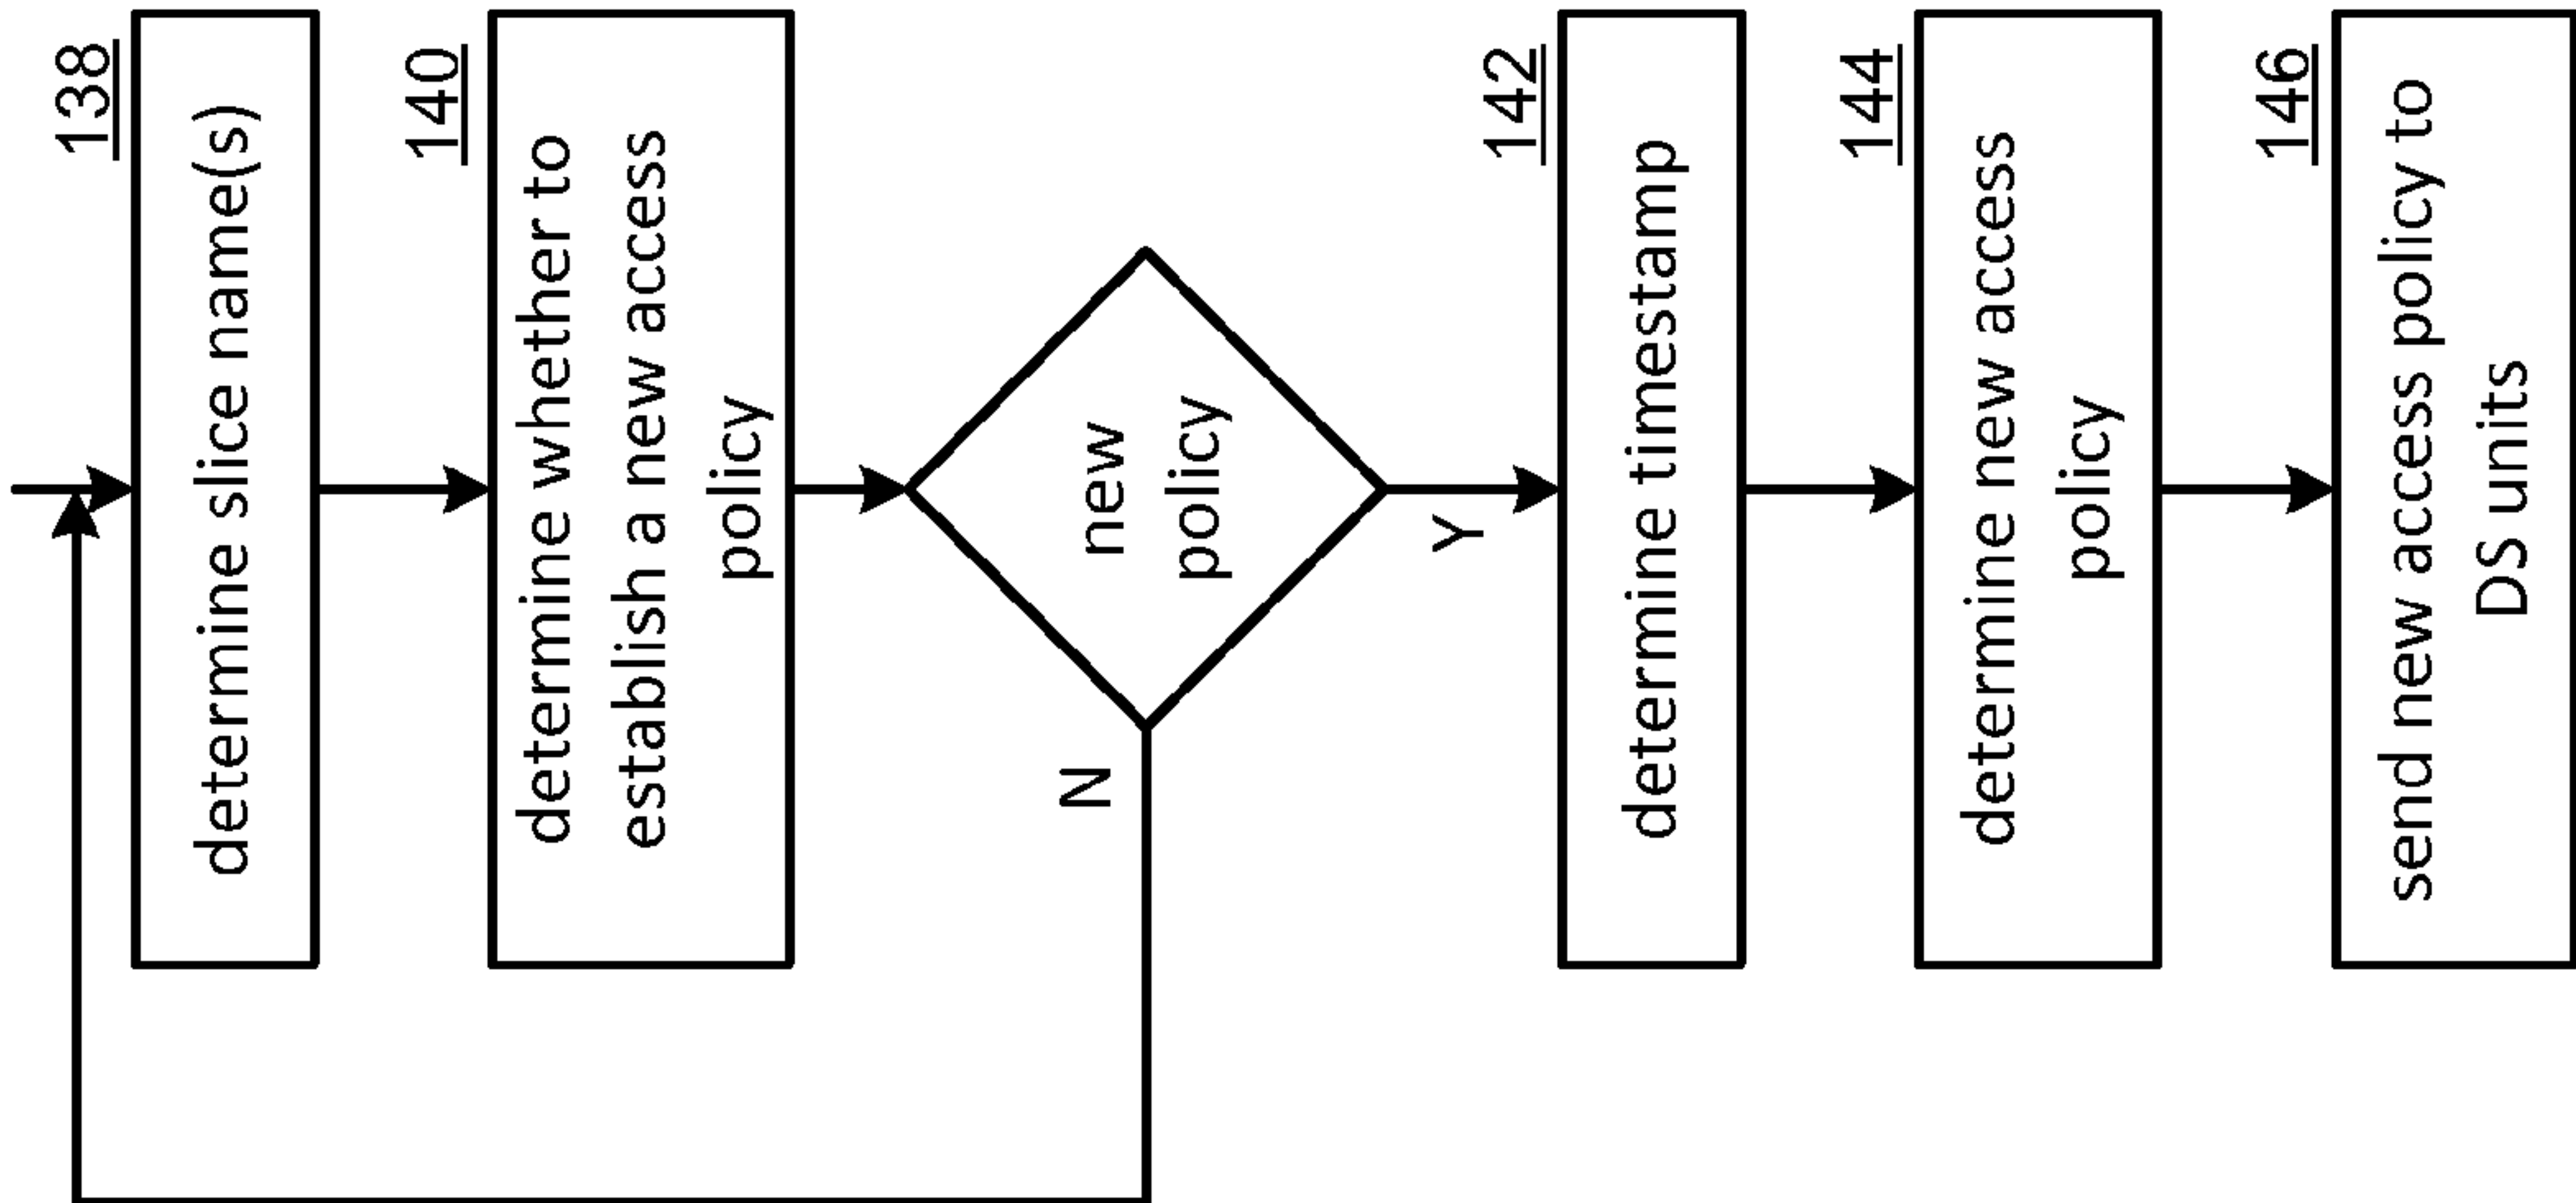 138
determine slice name(s)
140
determine whether to
establish a new access
policy
new
policy
N
Y
142
determine timestamp
144
determine new access
policy
146
send new access policy to
DS units